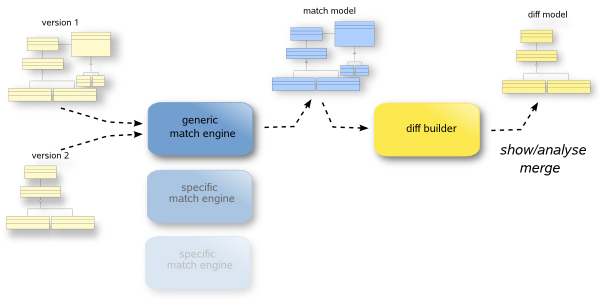 version 1
match model
diff model
generic
match engine
diff builder
show/analyse
merge
version 2
specific
match engine
specific
match engine